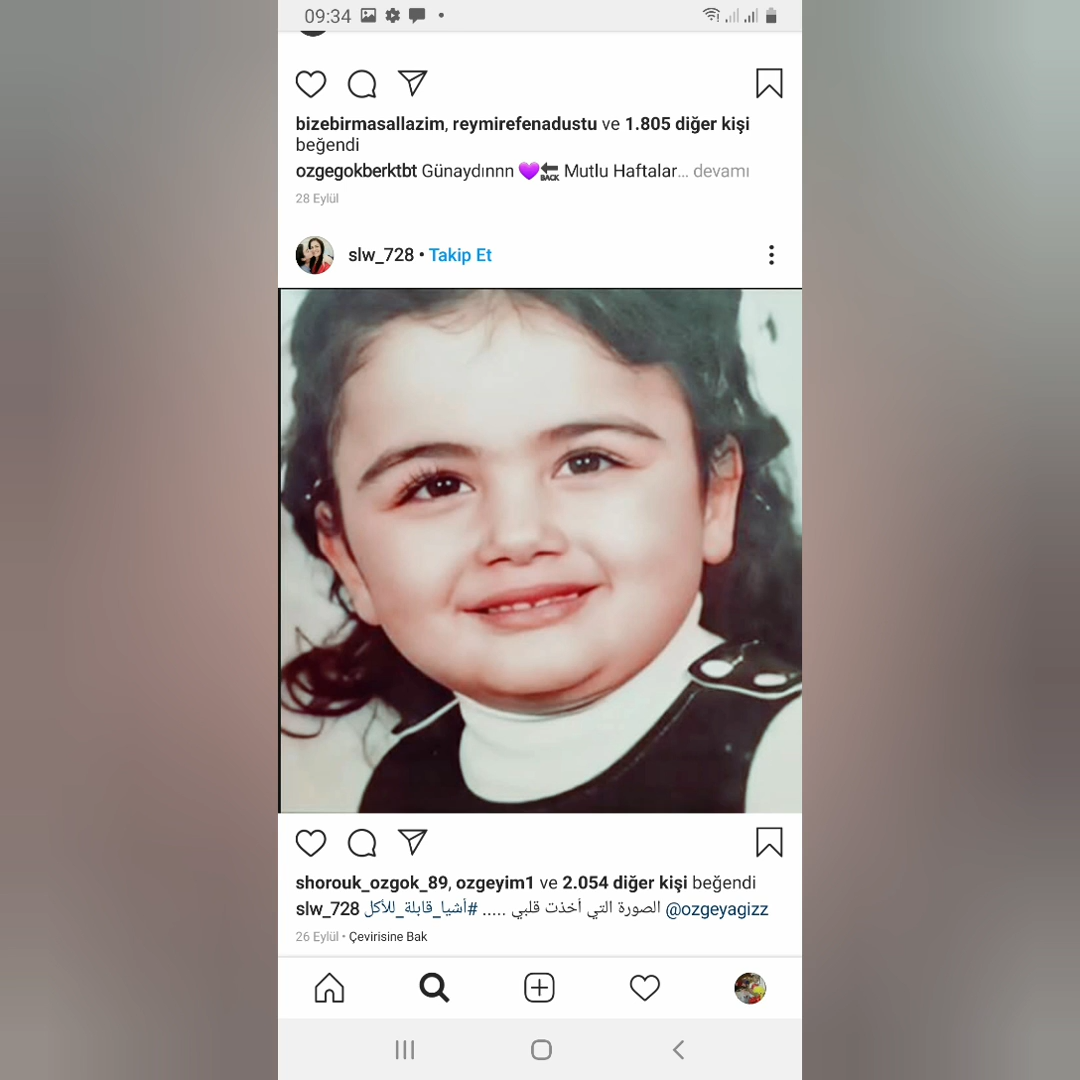 09:34
bizebirmasallazim, reymirefenadustu ve 1.805 diğer kişi
beğendi
ozgegokberktbt Günaydınnn 💜🔙 Mutlu Haftalar… devamı
28 Eylül
slw_728 • Takip Et
shorouk_ozgok_89, ozgeyim1 ve 2.054 diğer kişi beğendi
slw_728 #أشيا_قابلة_للأكل ..... الصورة التي أخذت قلبي @ozgeyagizz
26 Eylül • Çevirisine Bak